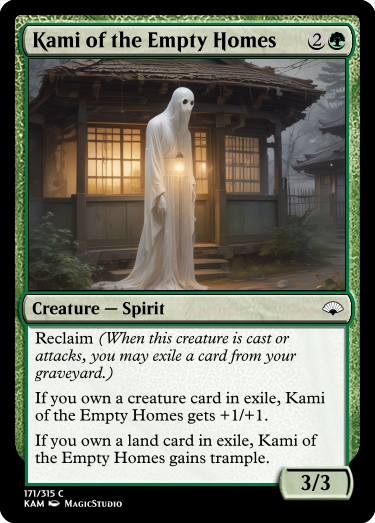 Kami of the Empty Homes 2
Creature — Spirit
Reclaim (When this creature is cast or
attacks, you may exile a card from your
graveyard.)
If you own a creature card in exile, Kami
of the Empty Homes gets +1/+1.
If you own a land card in exile, Kami of
the Empty Homes gains trample.
3/3
171/315 C
KAM MagicStudio